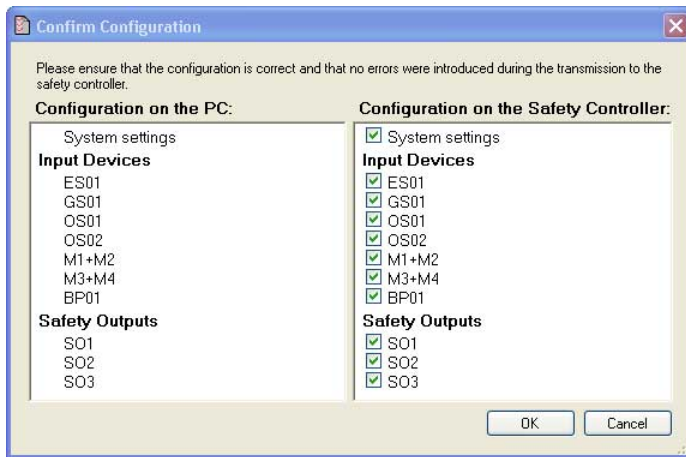 Confirm Configuration
Please ensure that the configuration is correct and that no errors were introduced during the transmission to the
safety controller.
Configuration on the PC:
System settings
Input Devices
ES01
GS01
OS01
OS02
M1+M2
M3+M4
BP01
Safety Outputs
SO1
SO2
SO3
Configuration on the Safety Controller:
System settings
Input Devices
ES01
GS01
OS01
OS02
M1+M2
M3+M4
BP01
Safety Outputs
SO1
SO2
SO3
OK
Cancel